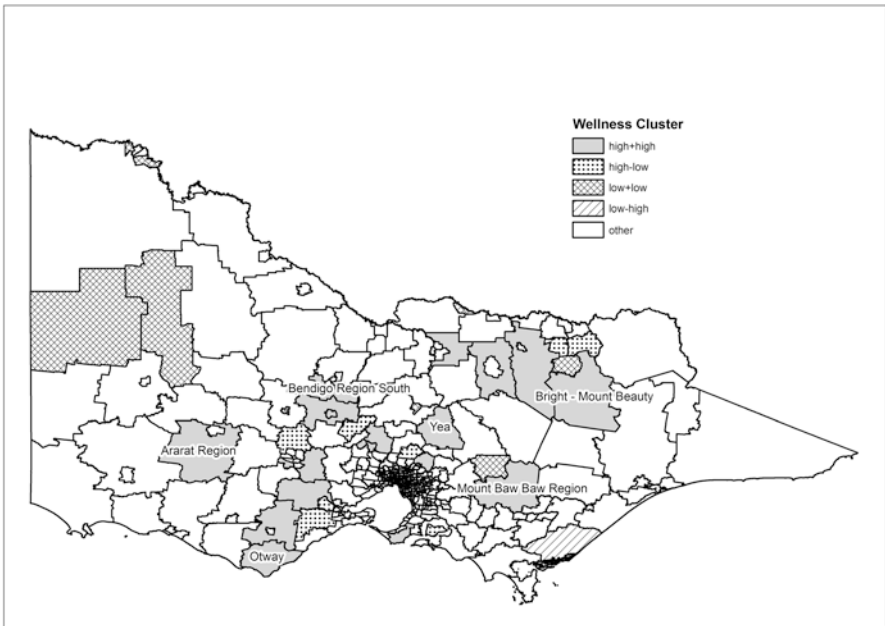 Wellness Cluster
high+high
high-low
low+low
low-high
other
Bendigo Region South
Bright - Mount Beauty
Yea
Ararat Region
Mount Baw Baw Region
Otway